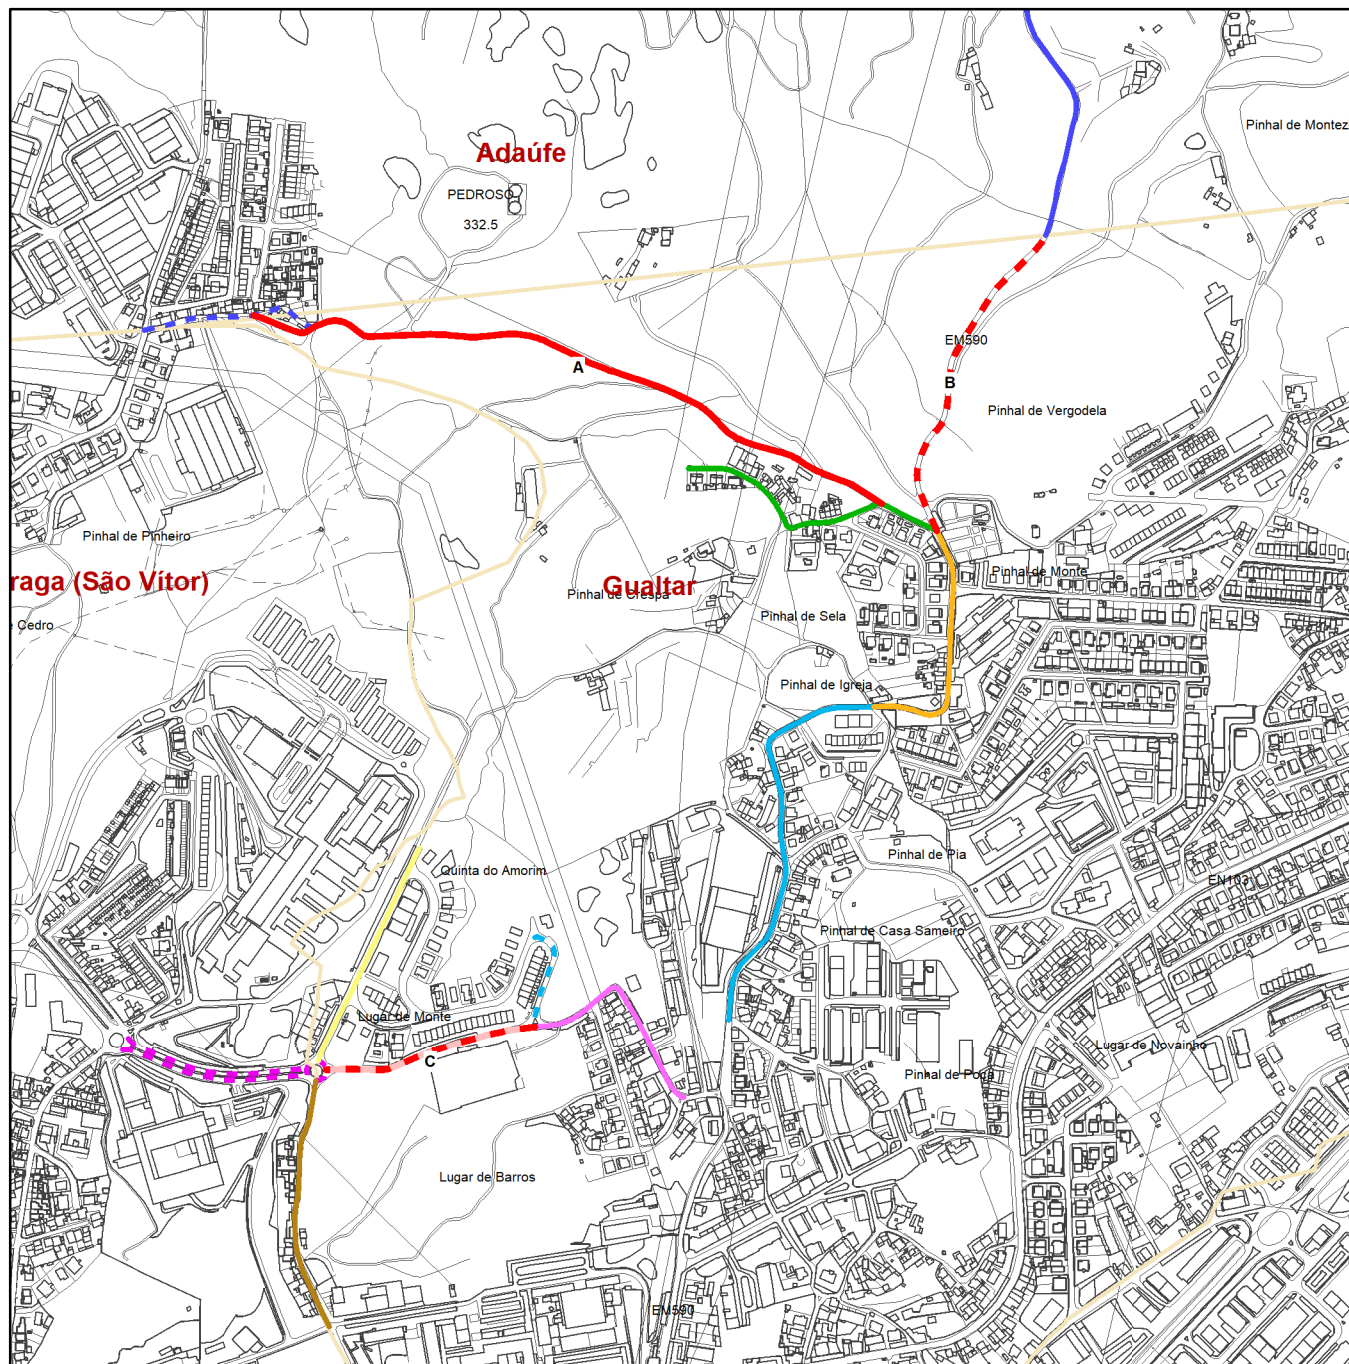 Pinhal de Montez
Adaúfe
PEDROSO
332.5
EM590
A
B
Pinhal de Vergodela
Pinhal de Pinheiro
Pinhal de Monte
raga (São Vítor)
Gualtar
Pinhal de Crespa
Pinhal de Sela
e Cedro
Pinhal de Igreja
Pinhal de Pia
Quinta do Amorim
EN103
Pinhal de Casa Sameiro
Lugar de Monte
Lugar de Novainho
C
Pinhal de Poça
Lugar de Barros
EM590